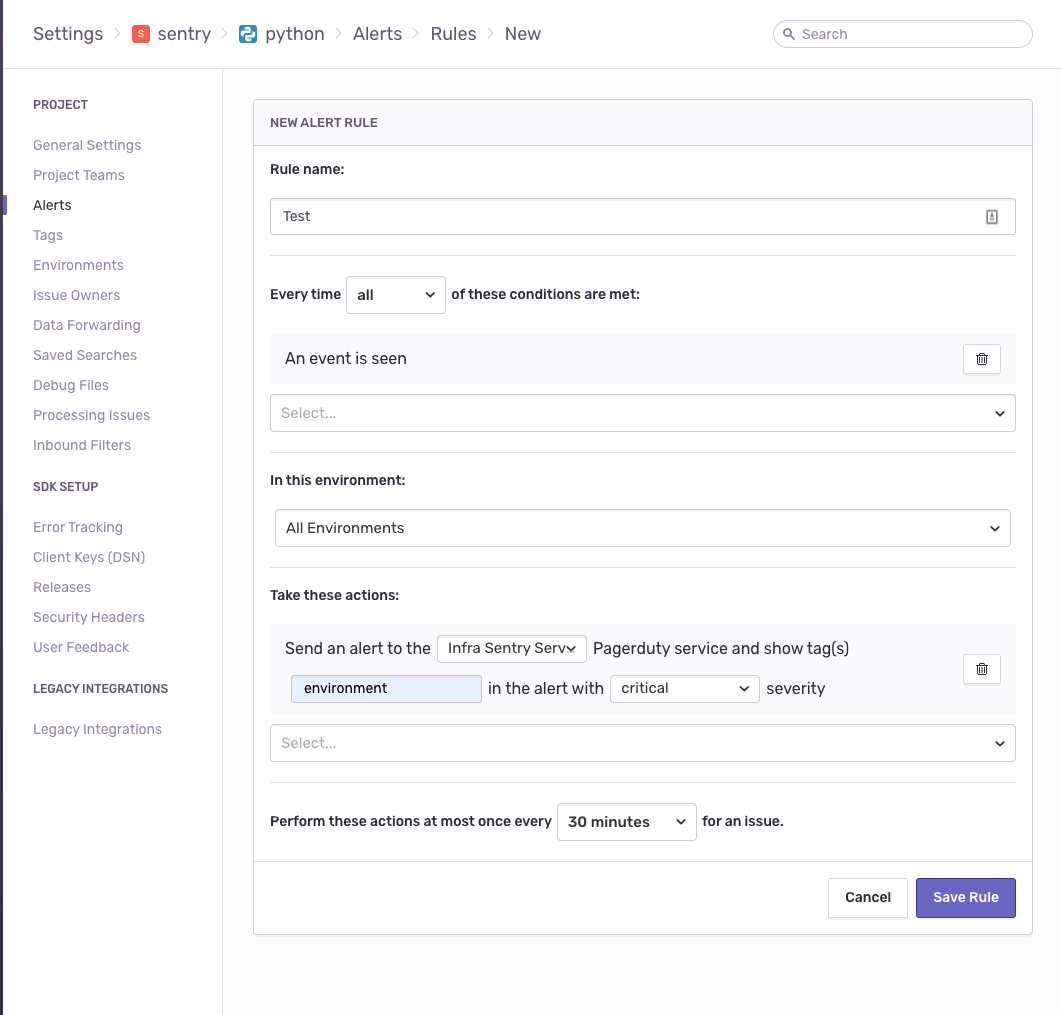 Settings > S sentry > python > Alerts > Rules > New
Search
PROJECT
General Settings
Project Teams
Alerts
Tags
Environments
Issue Owners
Data Forwarding
Saved Searches
Debug Files
Processing Issues
Inbound Filters
SDK SETUP
Error Tracking
Client Keys (DSN)
Releases
Security Headers
User Feedback
LEGACY INTEGRATIONS
Legacy Integrations
NEW ALERT RULE
Rule name:
Test
Every time all of these conditions are met:
An event is seen
Select...
In this environment:
All Environments
Take these actions:
Send an alert to the Infra Sentry Serv Pagerduty service and show tag(s)
environment in the alert with critical severity
Select...
Perform these actions at most once every 30 minutes for an issue.
Cancel Save Rule